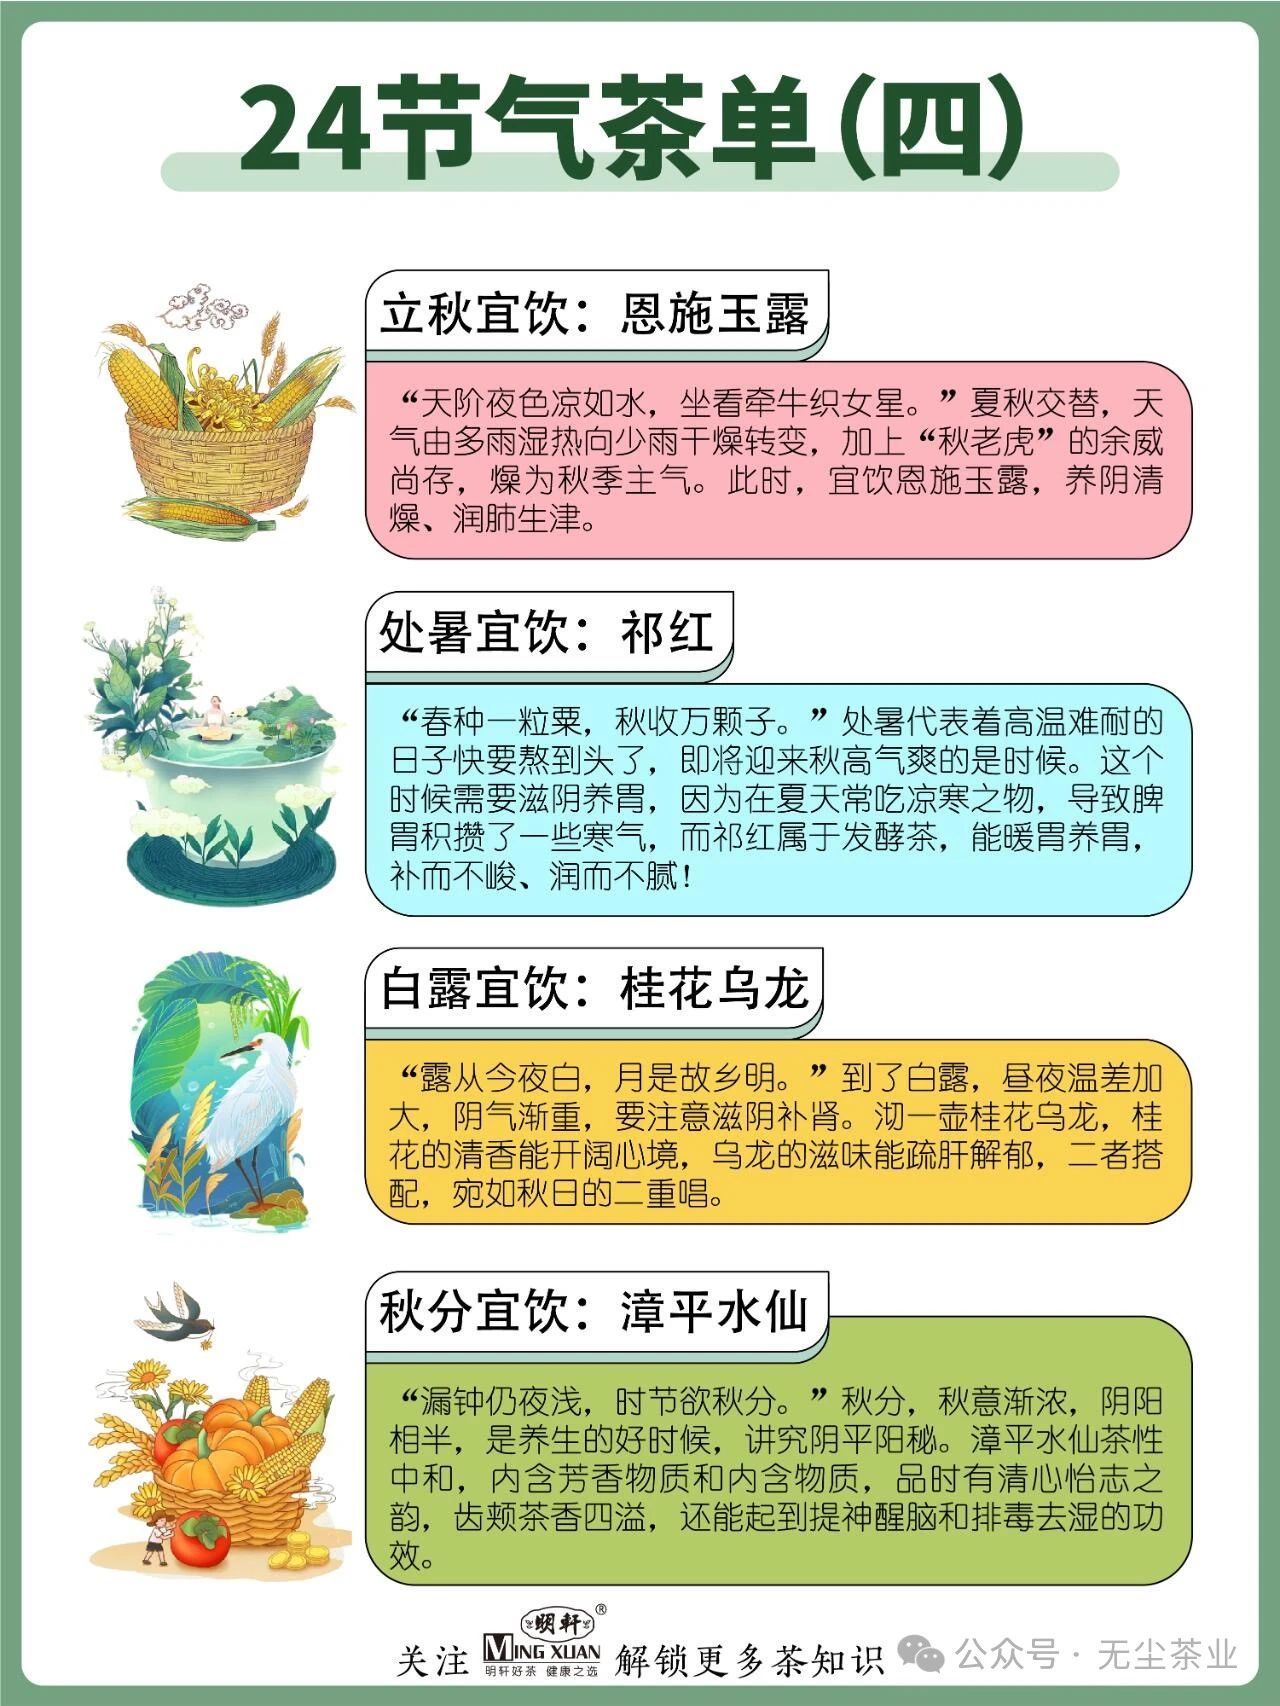 24节气茶单(四)
立秋宜饮：恩施玉露
“天阶夜色凉如水，坐看牵牛织女星。”夏秋交替，天
气由多雨湿热向少雨干燥转变，加上“秋老虎”的余威
尚存，燥为秋季主气。此时，宜饮恩施玉露，养阴清
燥、润肺生津。
处暑宜饮：祁红
“春种一粒粟，秋收万颗子。”处暑代表着高温难耐的
日子快要熬到头了，即将迎来秋高气爽的是时候。这个
时候需要滋阴养胃，因为在夏天常吃凉寒之物，导致脾
胃积攒了一些寒气，而祁红属于发酵茶，能暖胃养胃，
补而不峻、润而不腻！
白露宜饮：桂花乌龙
“露从今夜白，月是故乡明。”到了白露，昼夜温差加
大，阴气渐重，要注意滋阴补肾。沏一壶桂花乌龙，桂
花的清香能开阔心境，乌龙的滋味能疏肝解郁，二者搭
配，宛如秋日的二重唱。
秋分宜饮：漳平水仙
“漏钟仍夜浅，时节欲秋分。”秋分，秋意渐浓，阴阳
相半，是养生的好时候，讲究阴平阳秘。漳平水仙茶性
中和，内含芳香物质和内含物质，品时有清心怡志之
韵，齿颊茶香四溢，还能起到提神醒脑和排毒去湿的功
效。
明轩®
关注 MING XUAN 解锁更多茶知识
明轩好茶 健康之选
公众号·无尘茶业